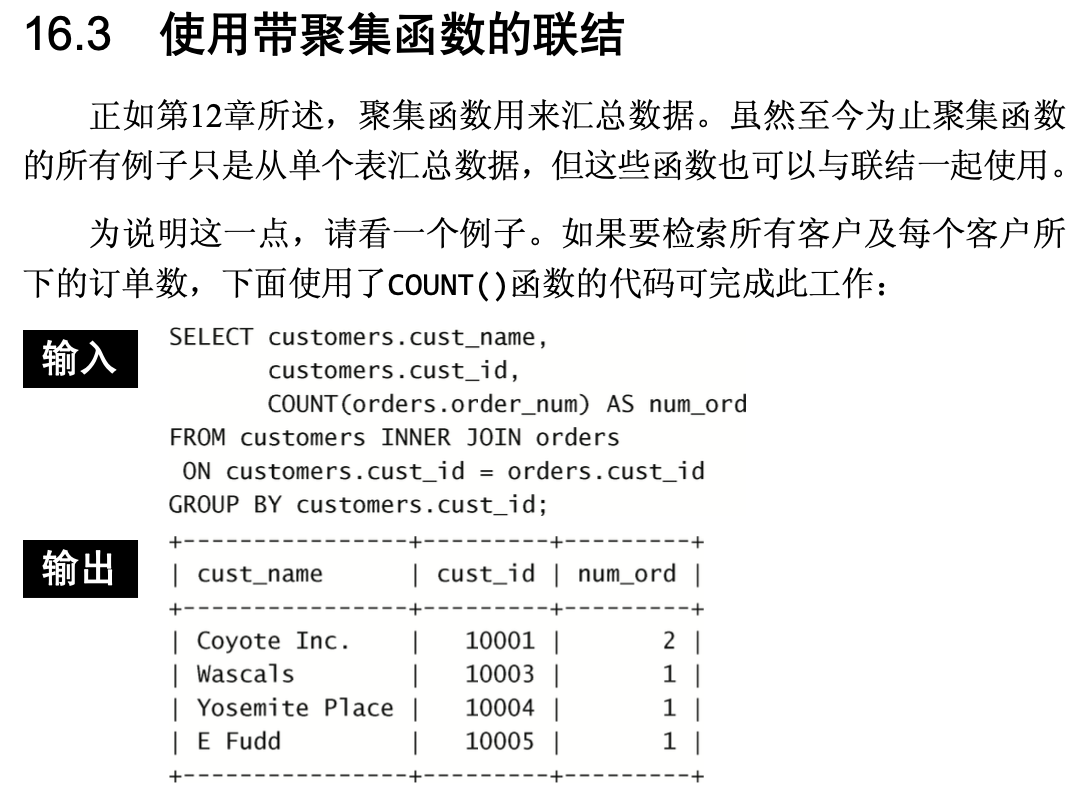 16.3 使用带聚集函数的联结
正如第12章所述，聚集函数用来汇总数据。虽然至今为止聚集函数
的所有例子只是从单个表汇总数据，但这些函数也可以与联结一起使用。
为说明这一点，请看一个例子。如果要检索所有客户及每个客户所
下的订单数，下面使用了COUNT()函数的代码可完成此工作：
输入
SELECT customers.cust_name,
       customers.cust_id,
       COUNT(orders.order_num) AS num_ord
FROM customers INNER JOIN orders
 ON customers.cust_id = orders.cust_id
GROUP BY customers.cust_id;
输出
+----------------+---------+---------+
| cust_name      | cust_id | num_ord |
+----------------+---------+---------+
| Coyote Inc.    |   10001 |       2 |
| Wascals        |   10003 |       1 |
| Yosemite Place |   10004 |       1 |
| E Fudd         |   10005 |       1 |
+----------------+---------+---------+